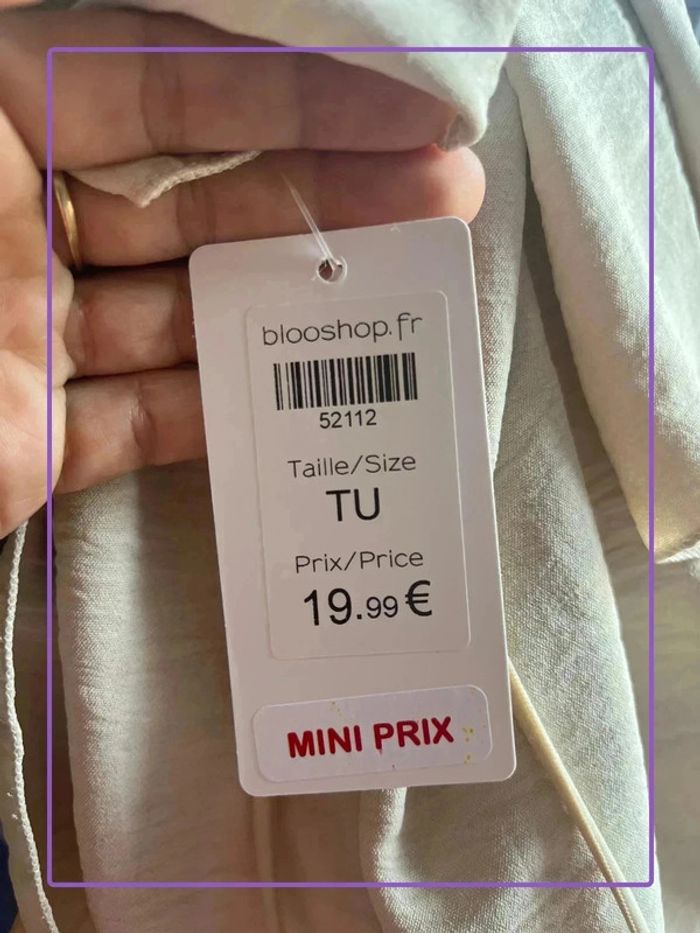 blooshop.fr
52112
Taille/Size
TU
Prix/Price
19.99€
MINI PRIX